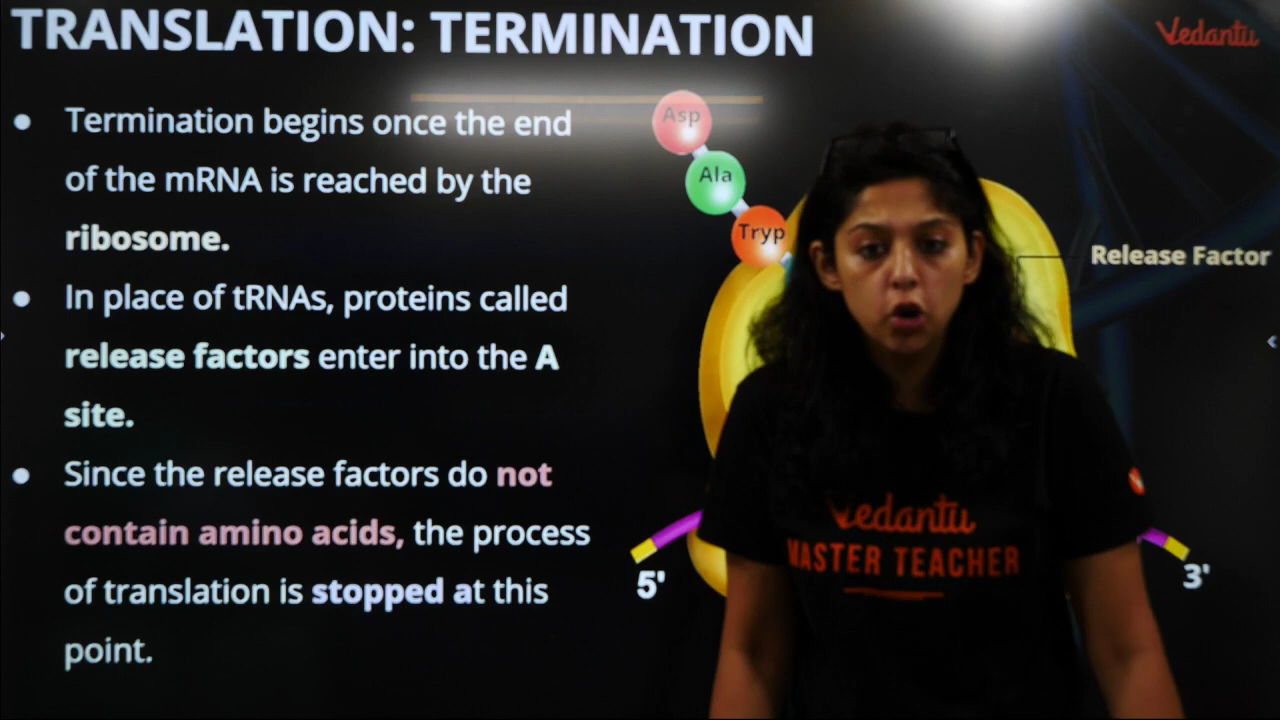 TRANSLATION: TERMINATION
Vedantu
• Termination begins once the end
of the mRNA is reached by the
ribosome.
• In place of tRNAs, proteins called
release factors enter into the A
site.
• Since the release factors do not
contain amino acids, the process
of translation is stopped at this
point.
Asp
Ala
Tryp
Release Factor
5'
3'
Vedantu
MASTER TEACHER